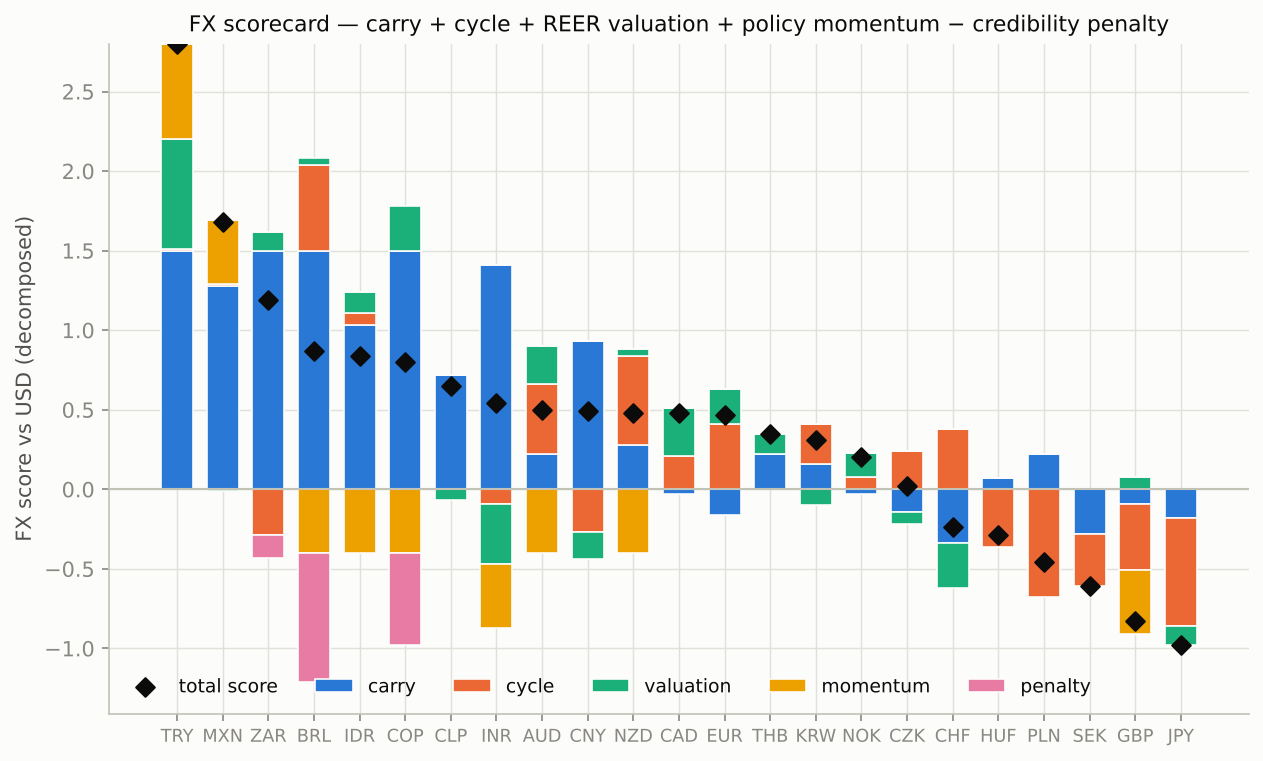 FX scorecard — carry + cycle + REER valuation + policy momentum − credibility penalty
FX score vs USD (decomposed)
2.5
2.0
1.5
1.0
0.5
0.0
−0.5
−1.0
total score carry cycle valuation momentum penalty
TRY MXN ZAR BRL IDR COP CLP INR AUD CNY NZD CAD EUR THB KRW NOK CZK CHF HUF PLN SEK GBP JPY